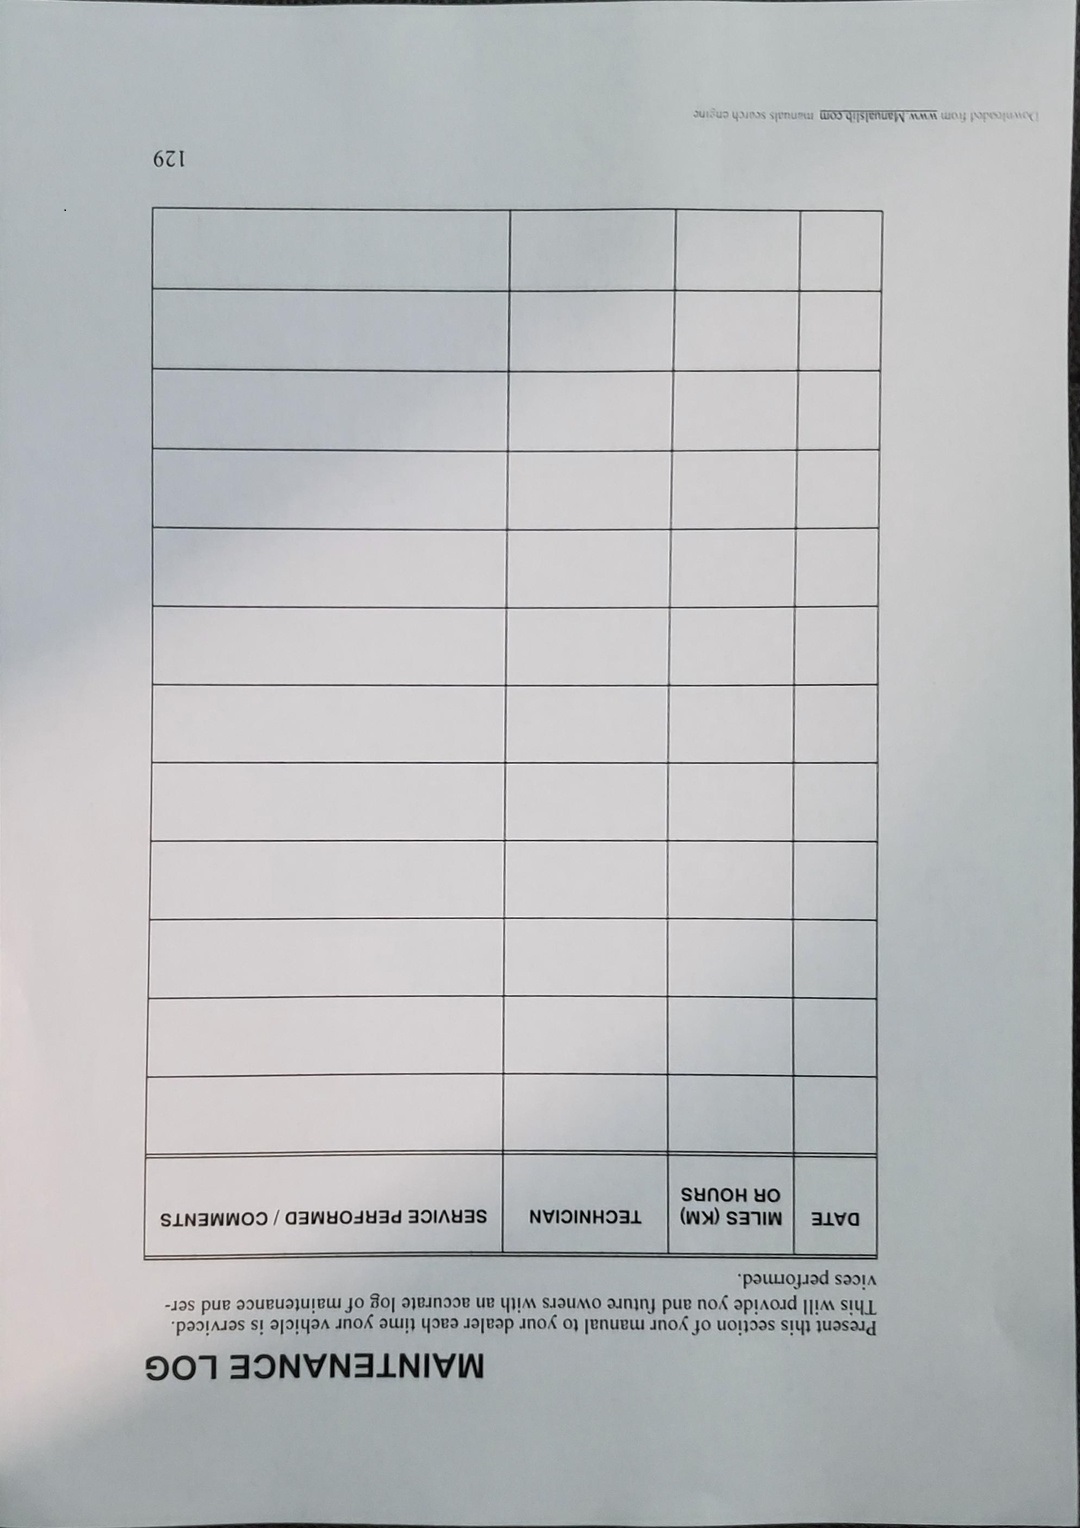 MAINTENANCE LOG
Present this section of your manual to your dealer each time your vehicle is serviced.
This will provide you and future owners with an accurate log of maintenance and ser-
vices performed.
DATE
MILES (KM)
OR HOURS
TECHNICIAN
SERVICE PERFORMED / COMMENTS
129
Downloaded from www.Manualslib.com manuals search engine